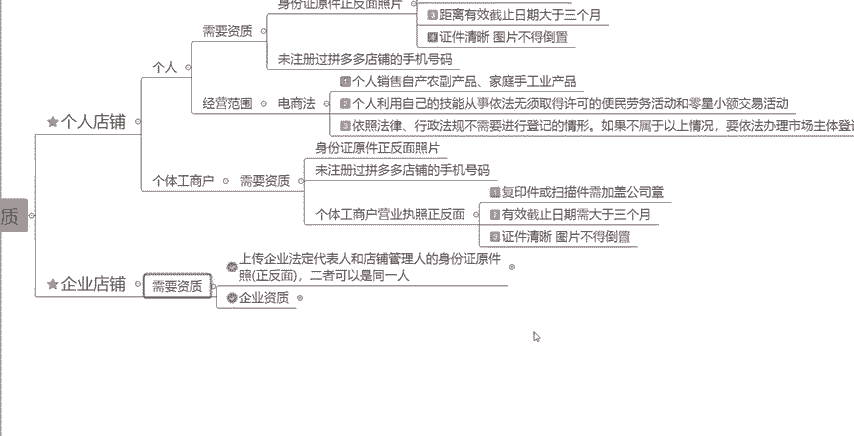 身份证原件正反面照片
距离有效截止日期大于三个月
证件清晰 图片不得倒置
需要资质
未注册过拼多多店铺的手机号码
个人
个人销售自产农副产品、家庭手工业产品
经营范围
电商法
个人利用自己的技能从事依法无须取得许可的便民劳务活动和零星小额交易活动
个人店铺
依照法律、行政法规不需要进行登记的情形。如果不属于以上情况，要依法办理市场主体登
身份证原件正反面照片
未注册过拼多多店铺的手机号码
个体工商户
需要资质
复印件或扫描件需加盖公司章
个体工商户营业执照正反面
有效截止日期需大于三个月
证件清晰 图片不得倒置
质
上传企业法定代表人和店铺管理人的身份证原件
照(正反面)，二者可以是同一人
企业店铺
需要资质
企业资质